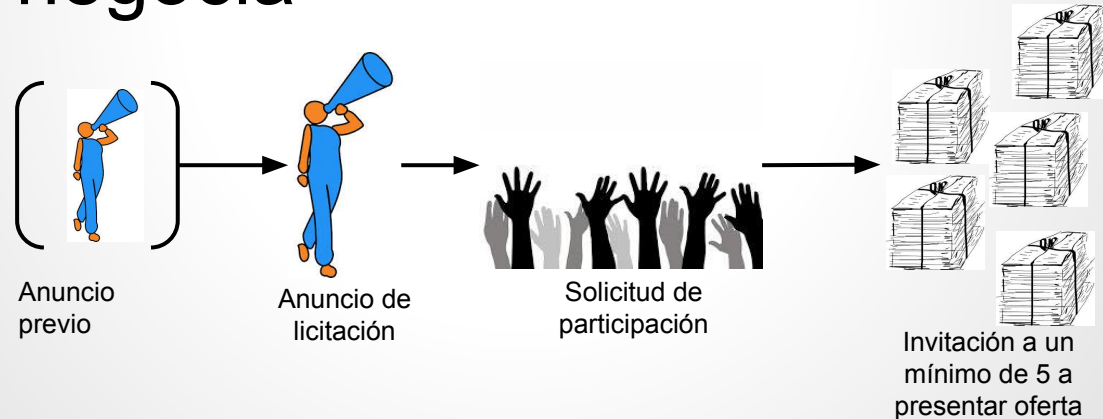 negocia
Anuncio
previo
Anuncio de
licitación
Solicitud de
participación
Invitación a un
mínimo de 5 a
presentar oferta